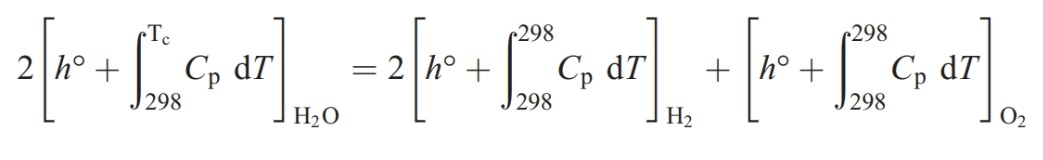 2[h° + ∫₂₉₈^{T_c} C_p dT]_{H₂O} = 2[h° + ∫₂₉₈^{298} C_p dT]_{H₂} + [h° + ∫₂₉₈^{298} C_p dT]_{O₂}